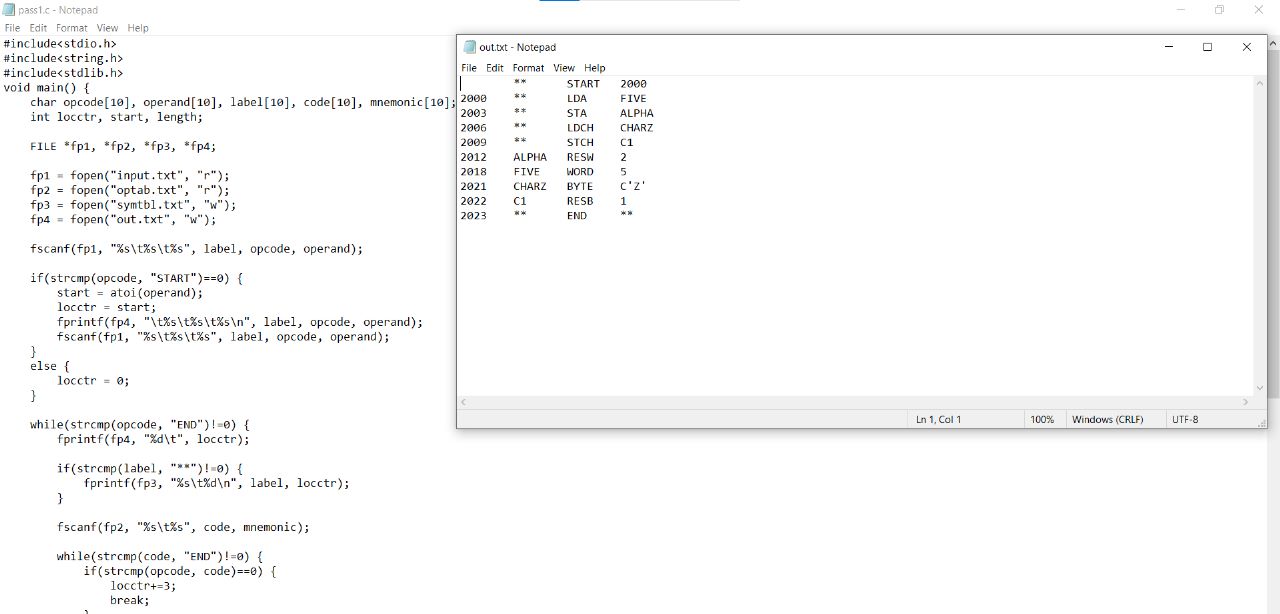 pass1.c - Notepad
File Edit Format View Help
#include<stdio.h>
#include<string.h>
#include<stdlib.h>
void main() {
    char opcode[10], operand[10], label[10], code[10], mnemonic[10];
    int locctr, start, length;

    FILE *fp1, *fp2, *fp3, *fp4;

    fp1 = fopen("input.txt", "r");
    fp2 = fopen("optab.txt", "r");
    fp3 = fopen("symtbl.txt", "w");
    fp4 = fopen("out.txt", "w");

    fscanf(fp1, "%s\t%s\t%s", label, opcode, operand);

    if(strcmp(opcode, "START")==0) {
        start = atoi(operand);
        locctr = start;
        fprintf(fp4, "\t%s\t%s\t%s\n", label, opcode, operand);
        fscanf(fp1, "%s\t%s\t%s", label, opcode, operand);
    }
    else {
        locctr = 0;
    }

    while(strcmp(opcode, "END")!=0) {
        fprintf(fp4, "%d\t", locctr);

        if(strcmp(label, "**")!=0) {
            fprintf(fp3, "%s\t%d\n", label, locctr);
        }

        fscanf(fp2, "%s\t%s", code, mnemonic);

        while(strcmp(code, "END")!=0) {
            if(strcmp(opcode, code)==0) {
                locctr+=3;
                break;
            }
out.txt - Notepad
File Edit Format View Help
	**	START	2000
2000	**	LDA	FIVE
2003	**	STA	ALPHA
2006	**	LDCH	CHARZ
2009	**	STCH	C1
2012	ALPHA	RESW	2
2018	FIVE	WORD	5
2021	CHARZ	BYTE	C'Z'
2022	C1	RESB	1
2023	**	END	**
Ln 1, Col 1	100%	Windows (CRLF)	UTF-8